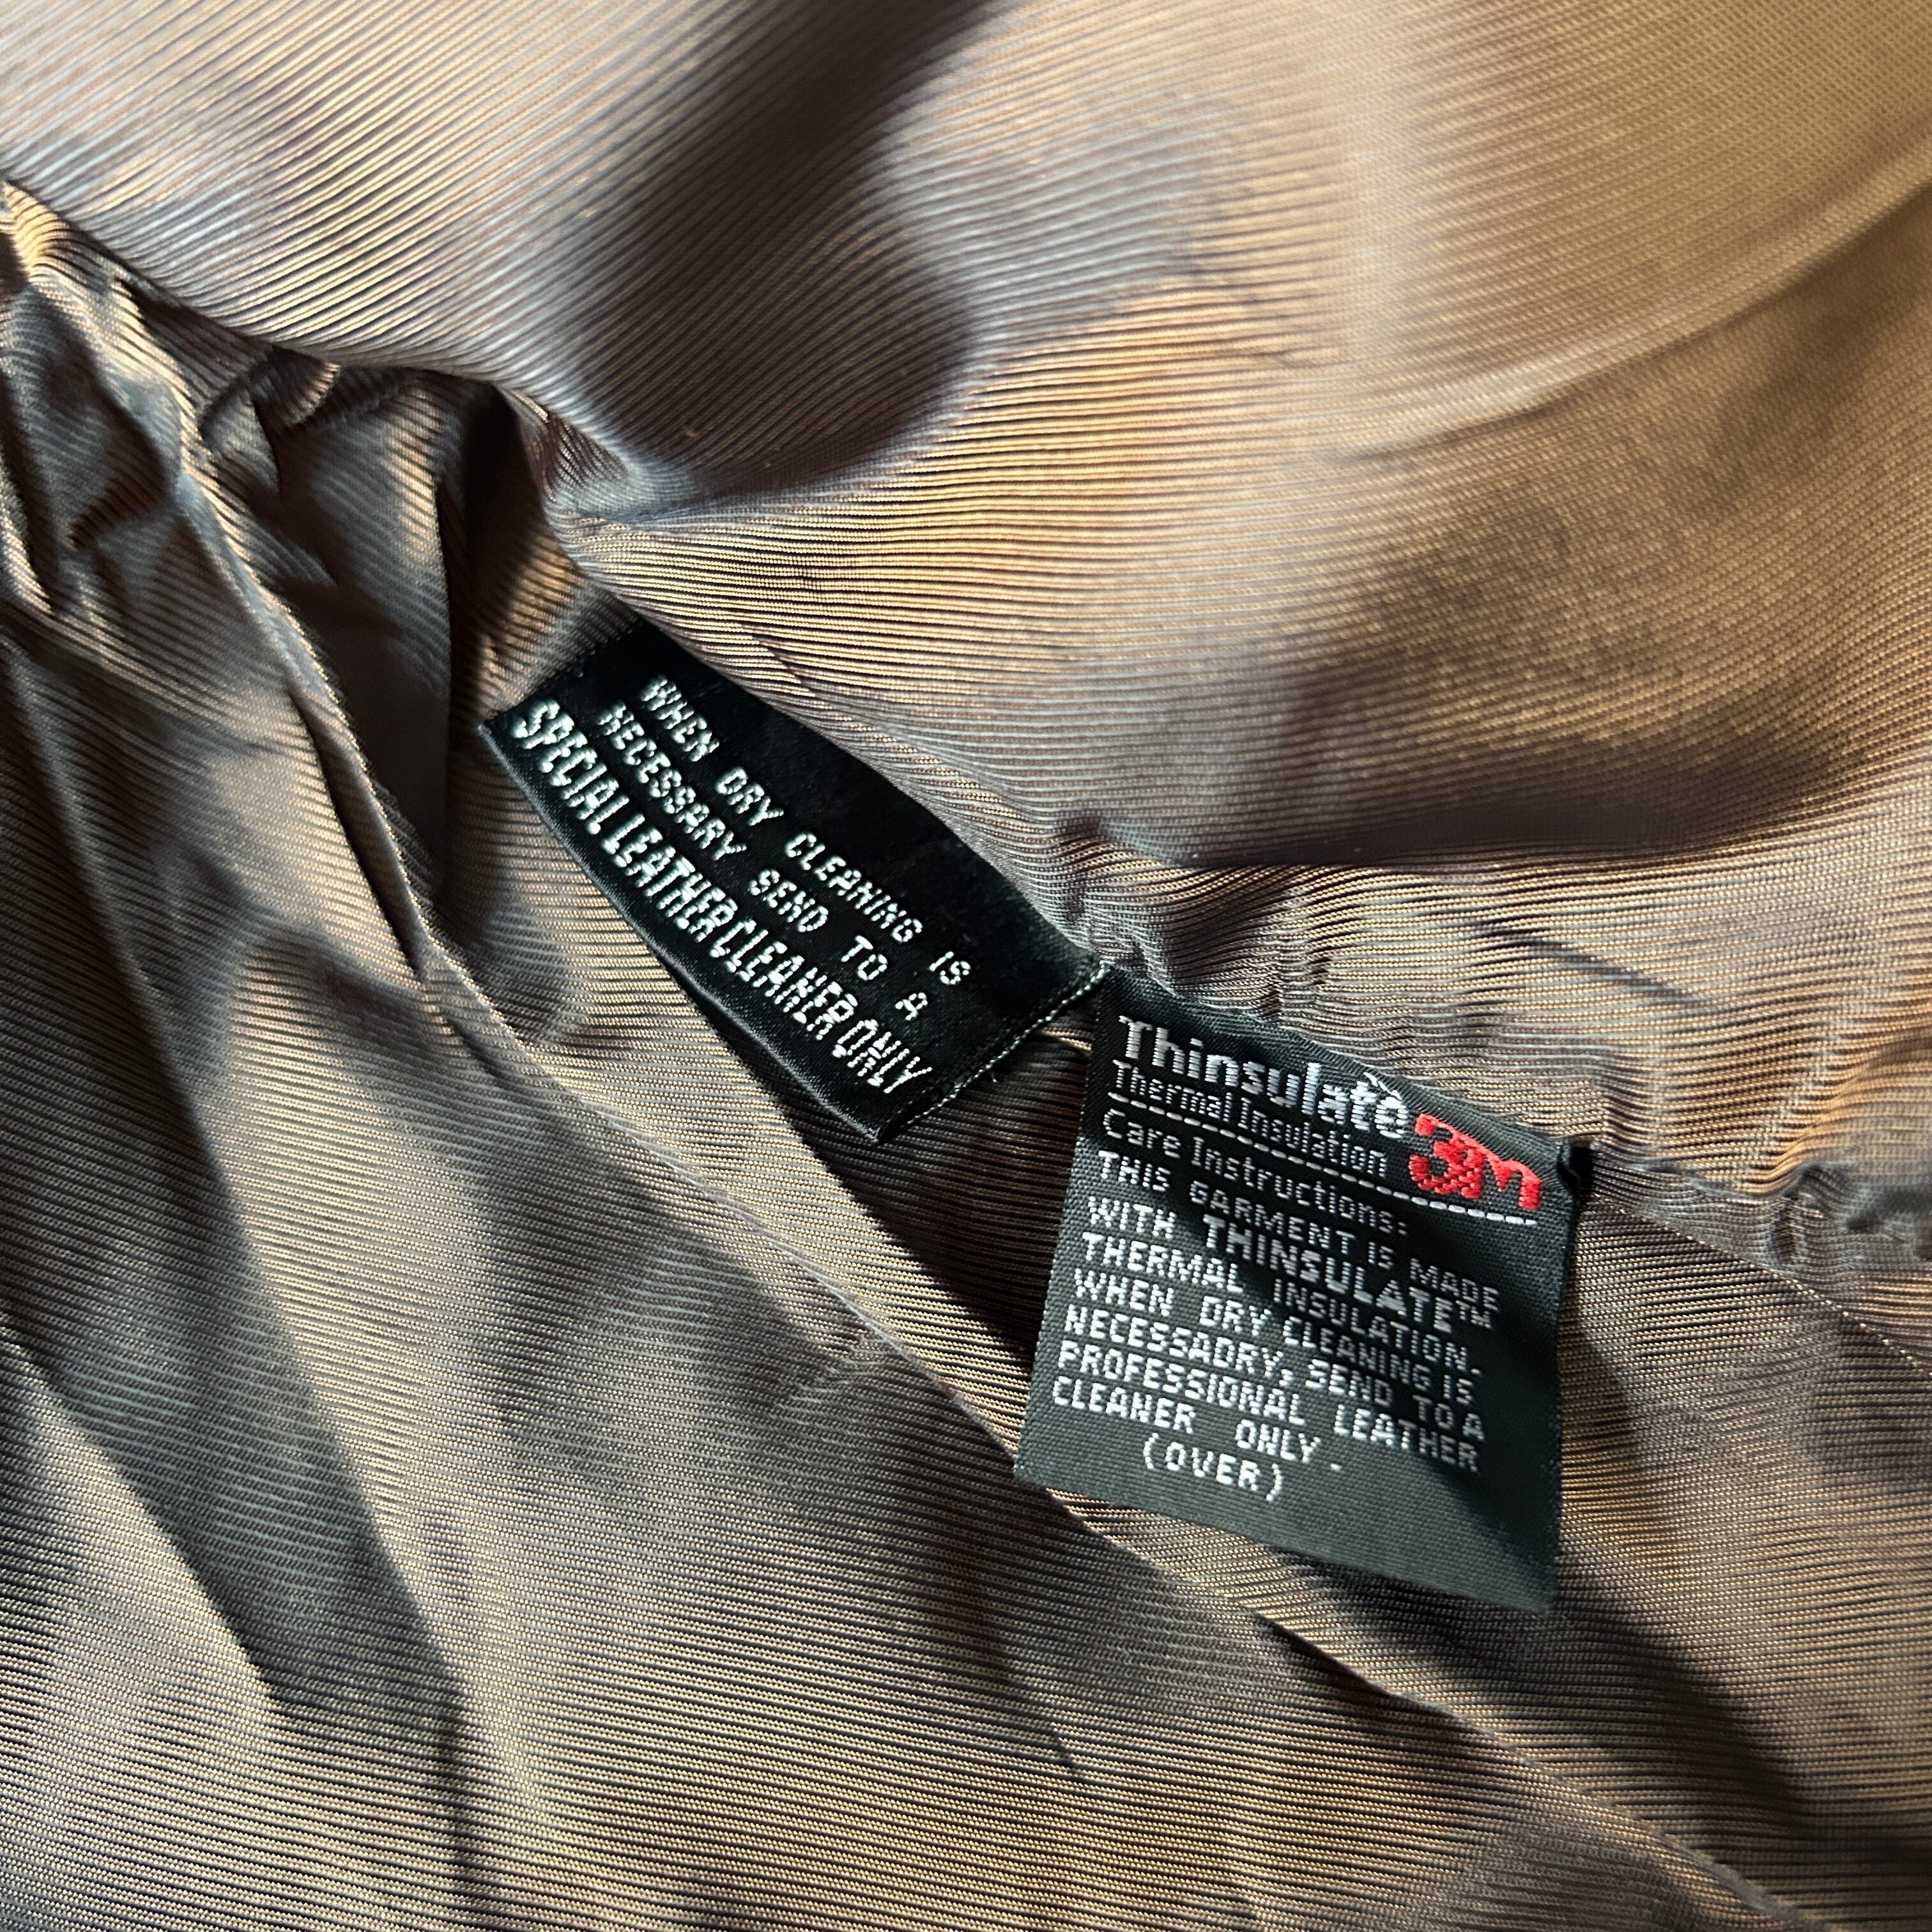 WHEN DRY CLEANING IS
NECESSARY SEND TO A
SPECIAL LEATHER CLEANER ONLY
Thinsulate 3M
Thermal Insulation
Care Instructions:
THIS GARMENT IS MADE
WITH THINSULATE™
THERMAL INSULATION.
WHEN DRY CLEANING IS
NECESSADRY, SEND TO A
PROFESSIONAL LEATHER
CLEANER ONLY.
(OVER)